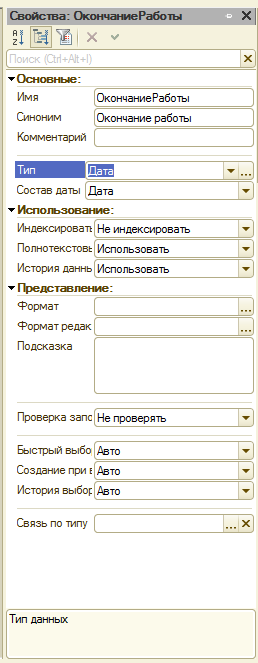 Свойства: ОкончаниеРаботы
Поиск (Ctrl+Alt+I)
Основные:
Имя ОкончаниеРаботы
Синоним Окончание работы
Комментарий
Тип Дата
Состав даты Дата
Использование:
Индексировать Не индексировать
Полнотекстовы Использовать
История данны Использовать
Представление:
Формат
Формат редак
Подсказка
Проверка запо Не проверять
Быстрый выбо Авто
Создание при в Авто
История выбор Авто
Связь по типу
Тип данных